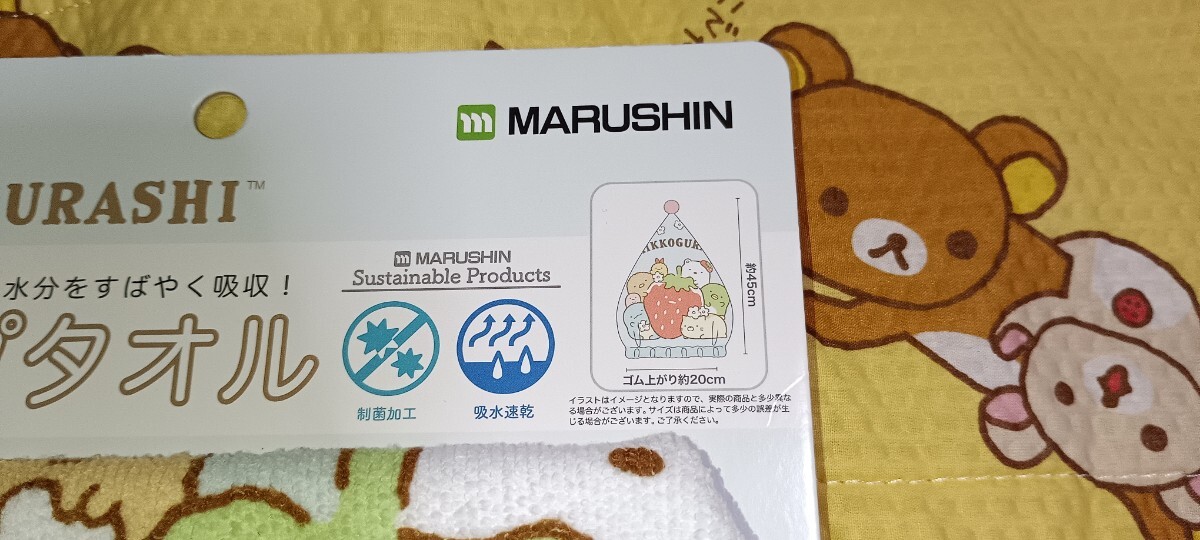 MARUSHIN
URASHI™
水分をすばやく吸収!
プタオル
MARUSHIN
Sustainable Products
制菌加工
吸水速乾
IKKOGUR
約45cm
ゴム上がり約20cm
イラストはイメージとなりますので、実際の商品と多少異な
る場合がございます。サイズは商品によって多少の誤差が生
じる場合がございます。ご了承ください。